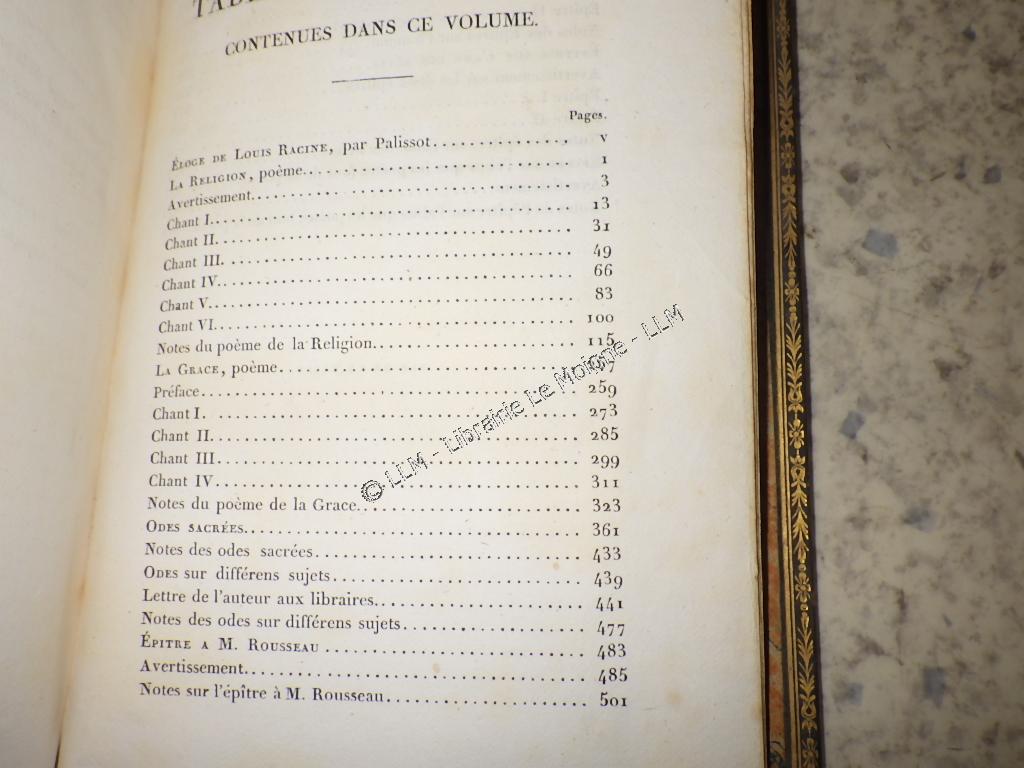 TABLE
CONTENUES DANS CE VOLUME.
Pages.
ÉLOGE DE LOUIS RACINE, par Palissot.................. v
LA RELIGION, poème............................ 1
Avertissement................................ 3
Chant I.................................... 13
Chant II................................... 31
Chant III.................................. 49
Chant IV................................... 66
Chant V.................................... 83
Chant VI................................... 100
Notes du poème de la Religion..................... 115
LA GRACE, poème..............................
Préface.................................... 259
Chant I.................................... 273
Chant II................................... 285
Chant III.................................. 299
Chant IV................................... 311
Notes du poème de la Grace....................... 323
ODES SACRÉES................................ 361
Notes des odes sacrées.......................... 433
ODES sur différens sujets........................ 439
Lettre de l'auteur aux libraires.................... 441
Notes des odes sur différens sujets................. 477
ÉPITRE A M. ROUSSEAU......................... 483
Avertissement................................ 485
Notes sur l'épître à M. Rousseau................... 501
© LLM - Librairie Le Moigne - LLM